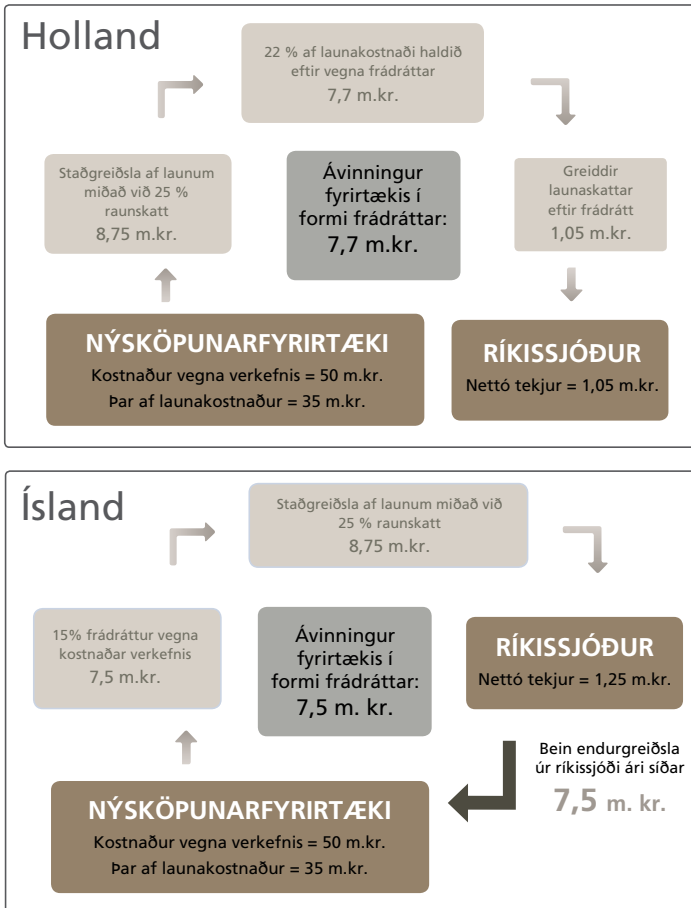 Holland
22 % af launakostnaði haldið
eftir vegna frádráttar
7,7 m.kr.
Staðgreiðsla af launum
miðað við 25 %
raunskatt
8,75 m.kr.
Ávinningur
fyrirtækis í
formi frádráttar:
7,7 m.kr.
Greiddir
launaskattar
eftir frádrátt
1,05 m.kr.
NÝSKÖPUNARFYRIRTÆKI
Kostnaður vegna verkefnis = 50 m.kr.
Þar af launakostnaður = 35 m.kr.
RÍKISSJÓÐUR
Nettó tekjur = 1,05 m.kr.
Ísland
Staðgreiðsla af launum miðað við
25 % raunskatt
8,75 m.kr.
15% frádráttur vegna
kostnaðar verkefnis
7,5 m.kr.
Ávinningur
fyrirtækis í
formi frádráttar:
7,5 m. kr.
RÍKISSJÓÐUR
Nettó tekjur = 1,25 m.kr.
Bein endurgreiðsla
úr ríkissjóði ári síðar
7,5 m. kr.
NÝSKÖPUNARFYRIRTÆKI
Kostnaður vegna verkefnis = 50 m.kr.
Þar af launakostnaður = 35 m.kr.